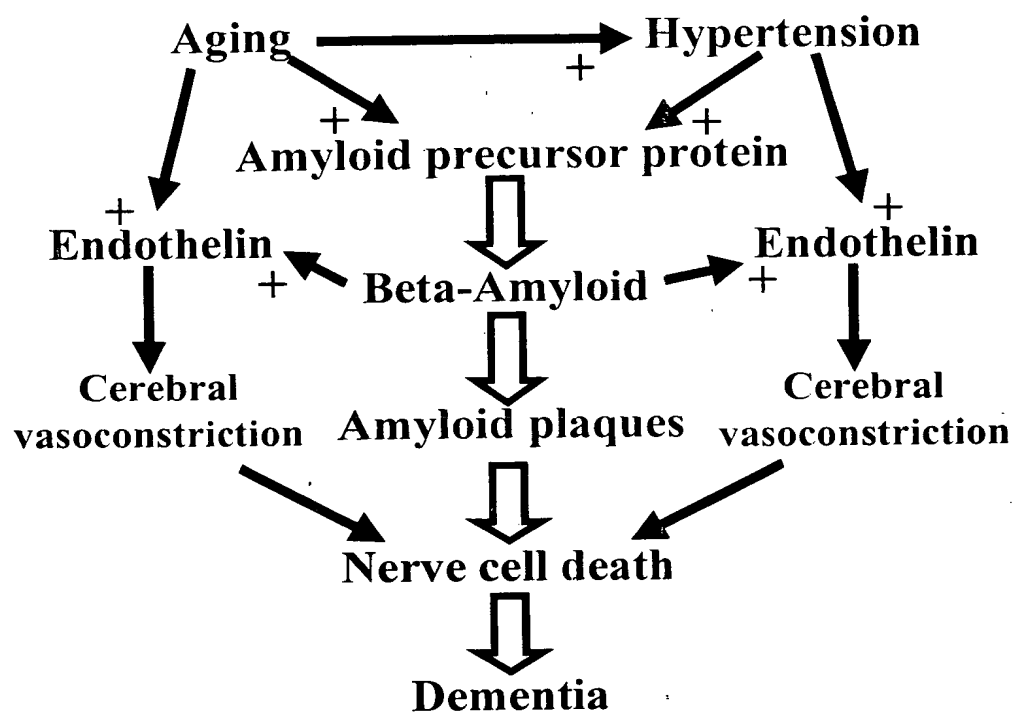 Aging
Hypertension
+
+
+
Amyloid precursor protein
+
+
Endothelin
Endothelin
+
Beta-Amyloid
+
Cerebral
vasoconstriction
Cerebral
vasoconstriction
Amyloid plaques
Nerve cell death
Dementia